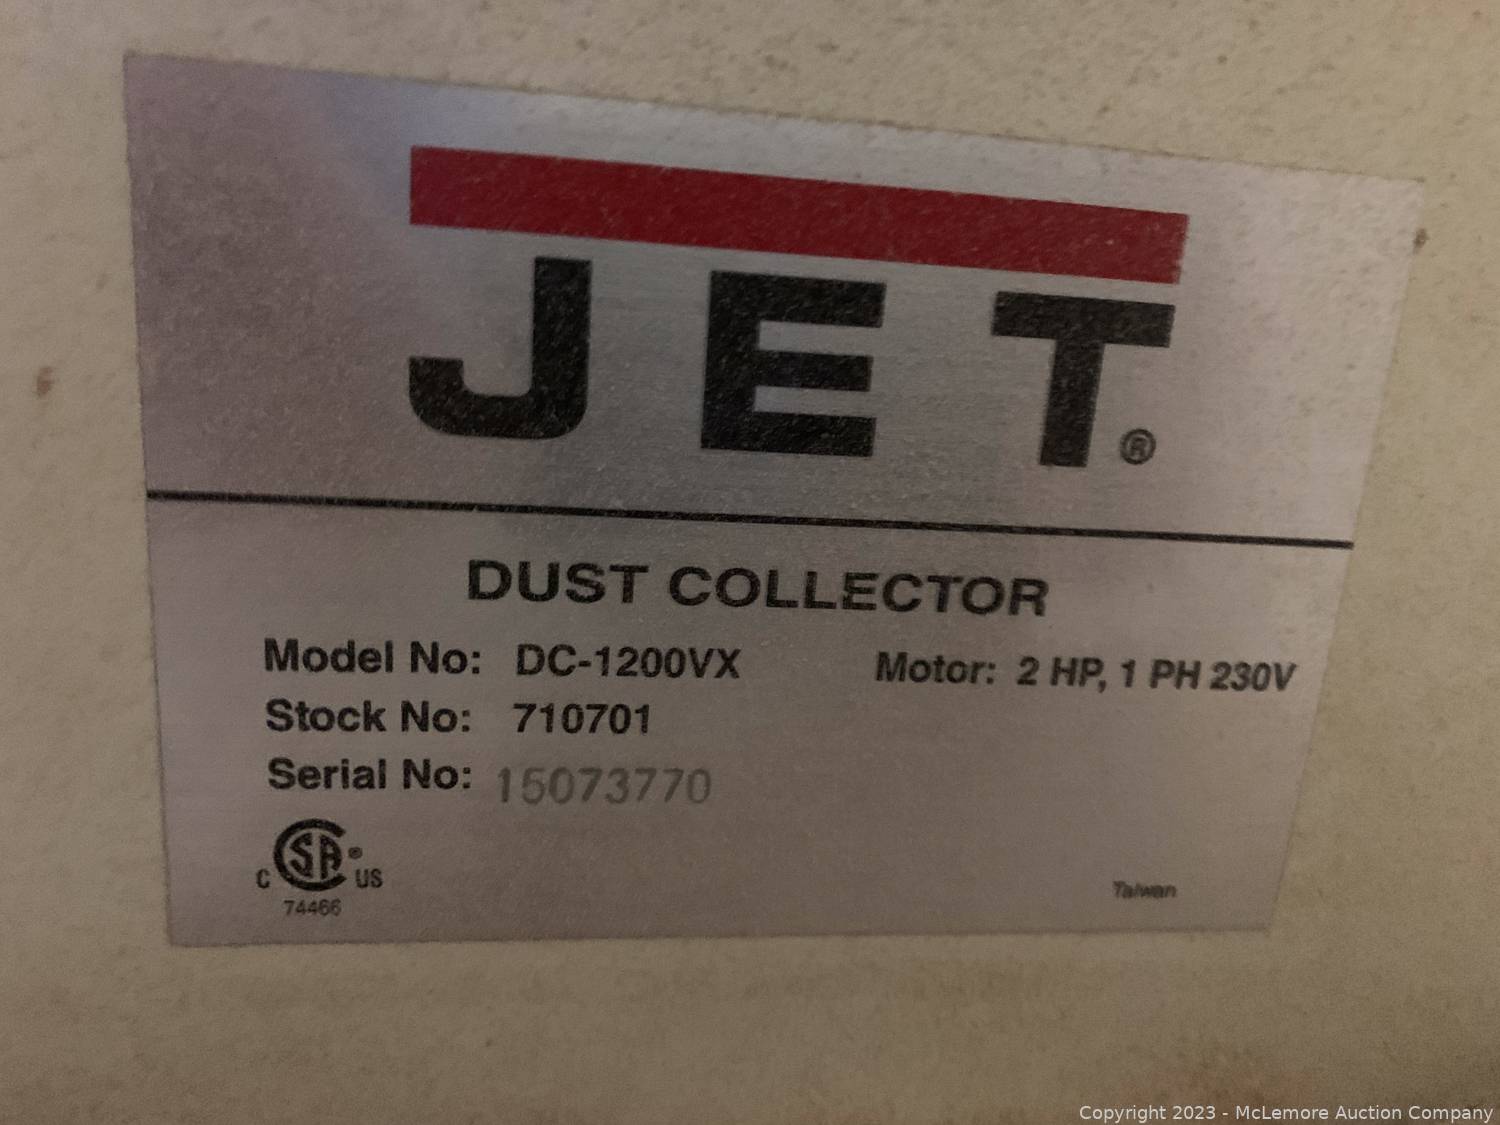 JET®
DUST COLLECTOR
Model No: DC-1200VX Motor: 2 HP, 1 PH 230V
Stock No: 710701
Serial No: 15073770
C CSA® US
74466
Taiwan
Copyright 2023 - McLemore Auction Company